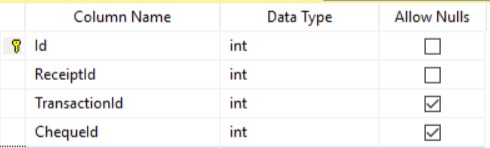 Column Name Data Type Allow Nulls
Id int
ReceiptId int
TransactionId int
ChequeId int